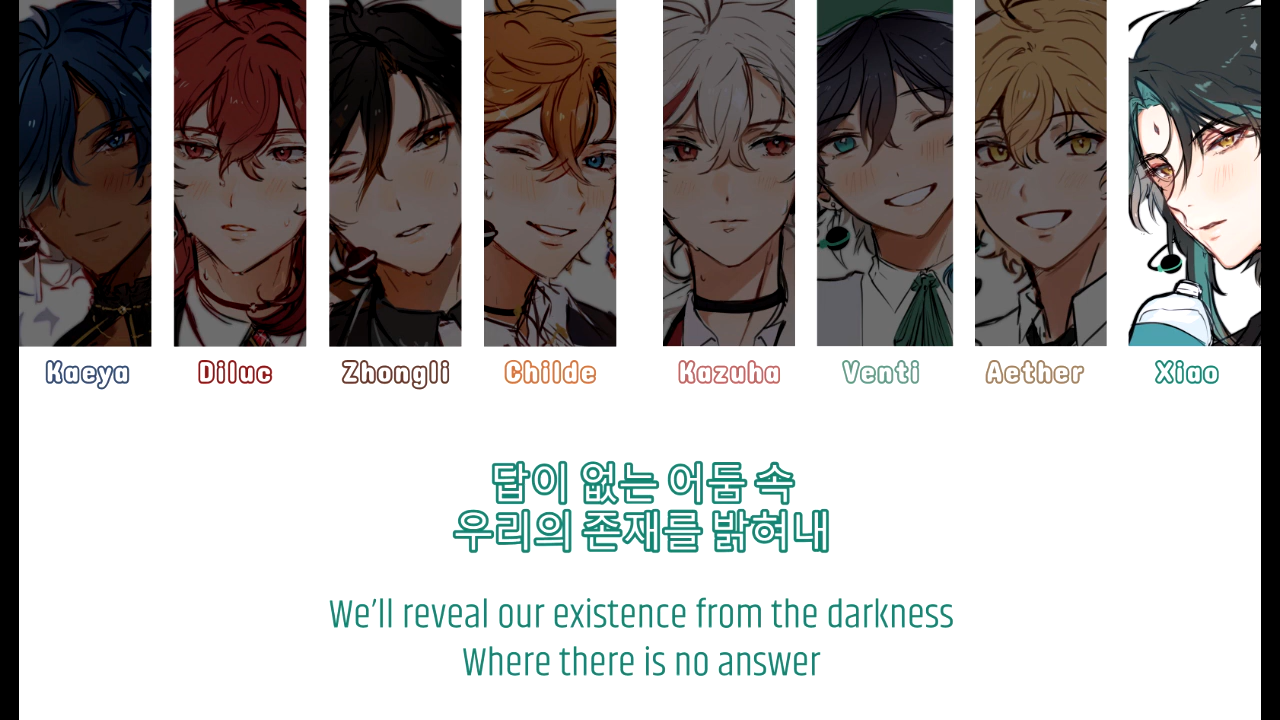 Kaeya
Diluc
Zhongli
Childe
Kazuha
Venti
Aether
Xiao
답이 없는 어둠 속
우리의 존재를 밝혀내
We'll reveal our existence from the darkness
Where there is no answer